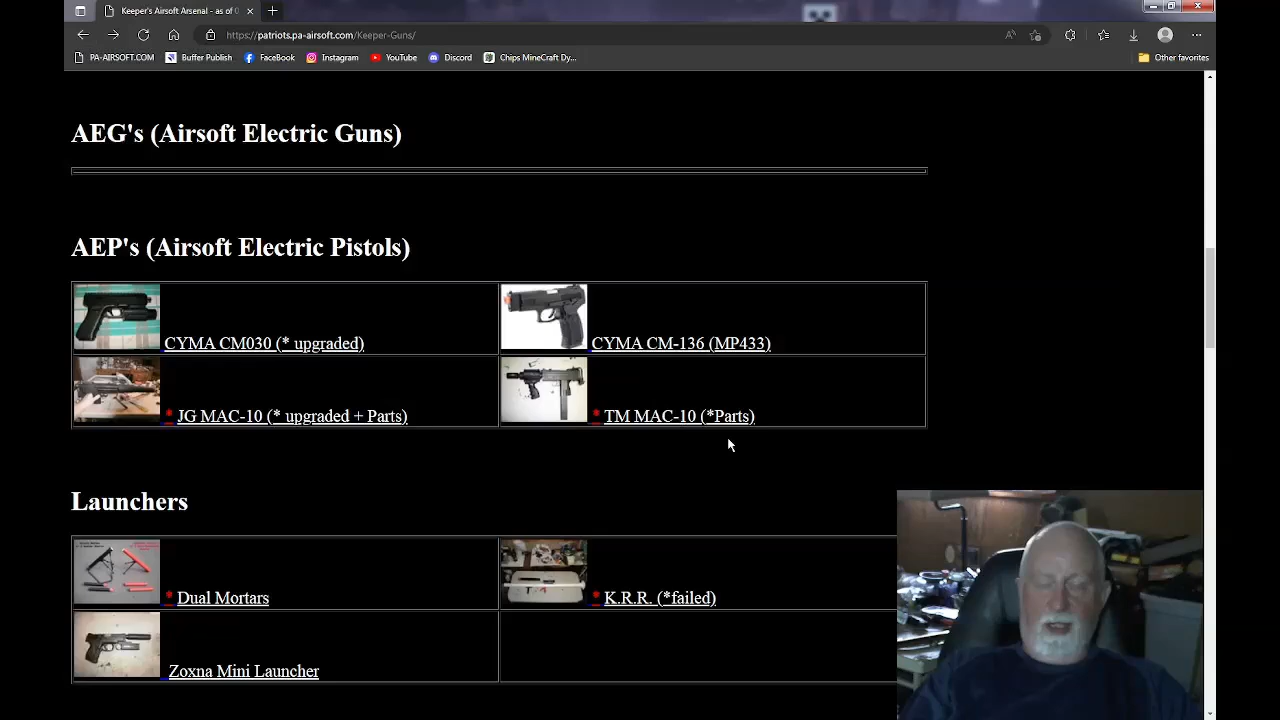 Keeper's Airsoft Arsenal - as of 0
https://patriots.pa-airsoft.com/Keeper-Guns/
PA-AIRSOFT.COM Buffer Publish FaceBook Instagram YouTube Discord Chips MineCraft Dy... Other favorites
AEG's (Airsoft Electric Guns)
AEP's (Airsoft Electric Pistols)
CYMA CM030 (* upgraded) CYMA CM-136 (MP433)
* JG MAC-10 (* upgraded + Parts) * TM MAC-10 (*Parts)
Launchers
* Dual Mortars * K.R.R. (*failed)
Zoxna Mini Launcher